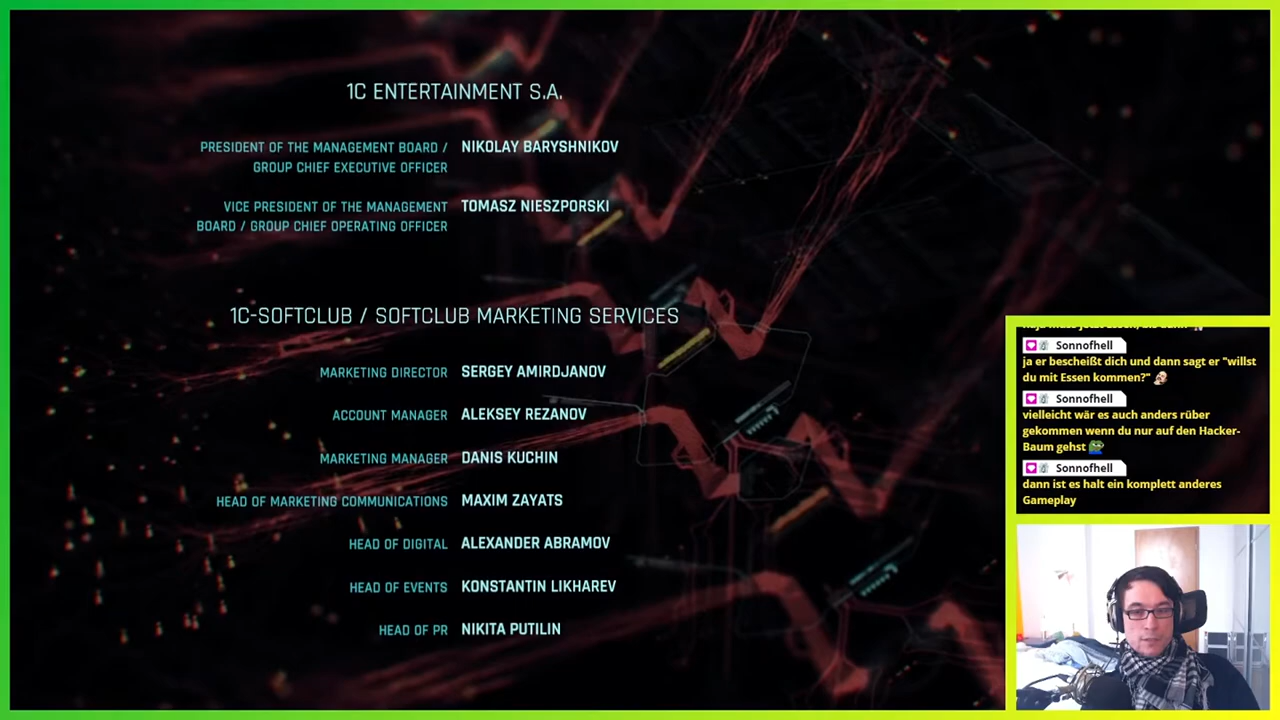 1C ENTERTAINMENT S.A.
PRESIDENT OF THE MANAGEMENT BOARD / NIKOLAY BARYSHNIKOV
GROUP CHIEF EXECUTIVE OFFICER
VICE PRESIDENT OF THE MANAGEMENT TOMASZ NIESZPORSKI
BOARD / GROUP CHIEF OPERATING OFFICER
1C-SOFTCLUB / SOFTCLUB MARKETING SERVICES
MARKETING DIRECTOR SERGEY AMIRDJANOV
ACCOUNT MANAGER ALEKSEY REZANOV
MARKETING MANAGER DANIS KUCHIN
HEAD OF MARKETING COMMUNICATIONS MAXIM ZAYATS
HEAD OF DIGITAL ALEXANDER ABRAMOV
HEAD OF EVENTS KONSTANTIN LIKHAREV
HEAD OF PR NIKITA PUTILIN
Sonnofhell
ja er bescheißt dich und dann sagt er "willst
du mit Essen kommen?"
Sonnofhell
vielleicht wär es auch anders rüber
gekommen wenn du nur auf den Hacker-
Baum gehst
Sonnofhell
dann ist es halt ein komplett anderes
Gameplay